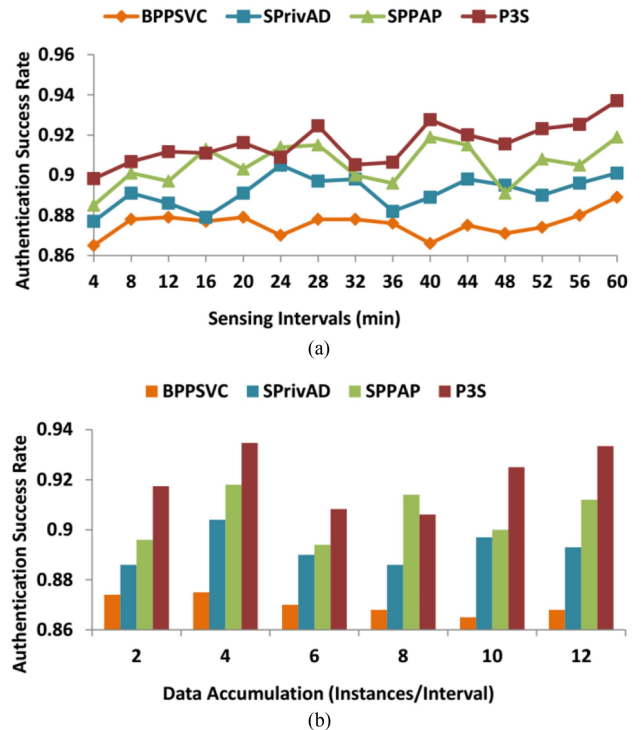 BPPSVC SPrivAD SPPAP P3S
Authentication Success Rate
0.96
0.94
0.92
0.9
0.88
0.86
4 8 12 16 20 24 28 32 36 40 44 48 52 56 60
Sensing Intervals (min)
(a)
BPPSVC SPrivAD SPPAP P3S
Authentication Success Rate
0.94
0.92
0.9
0.88
0.86
2 4 6 8 10 12
Data Accumulation (Instances/Interval)
(b)